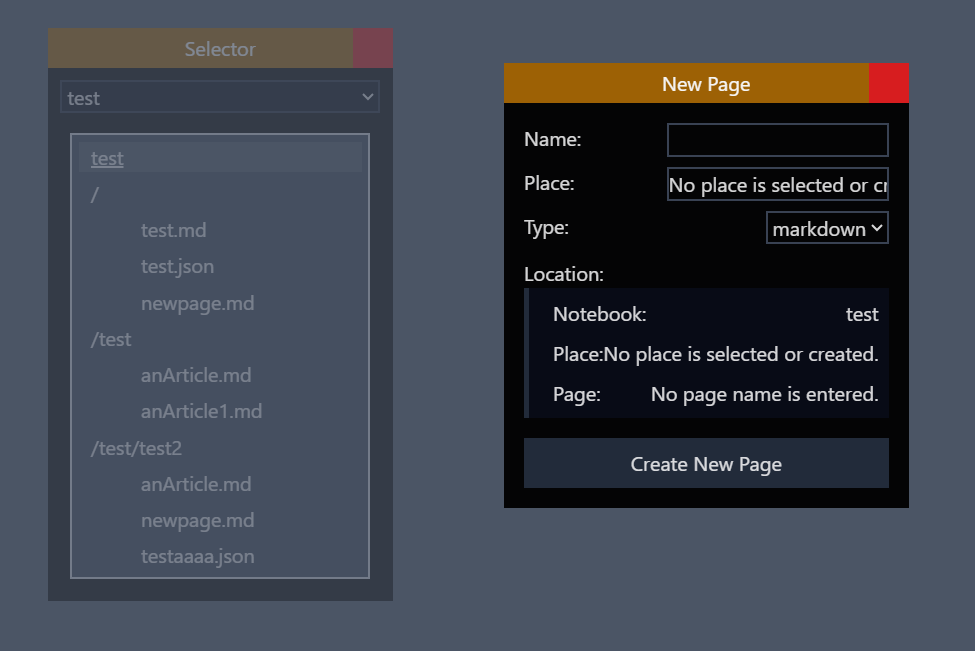 Selector
test
test
/
test.md
test.json
newpage.md
/test
anArticle.md
anArticle1.md
/test/test2
anArticle.md
newpage.md
testaaaa.json
New Page
Name:
Place: No place is selected or cr
Type: markdown
Location:
Notebook: test
Place:No place is selected or created.
Page: No page name is entered.
Create New Page